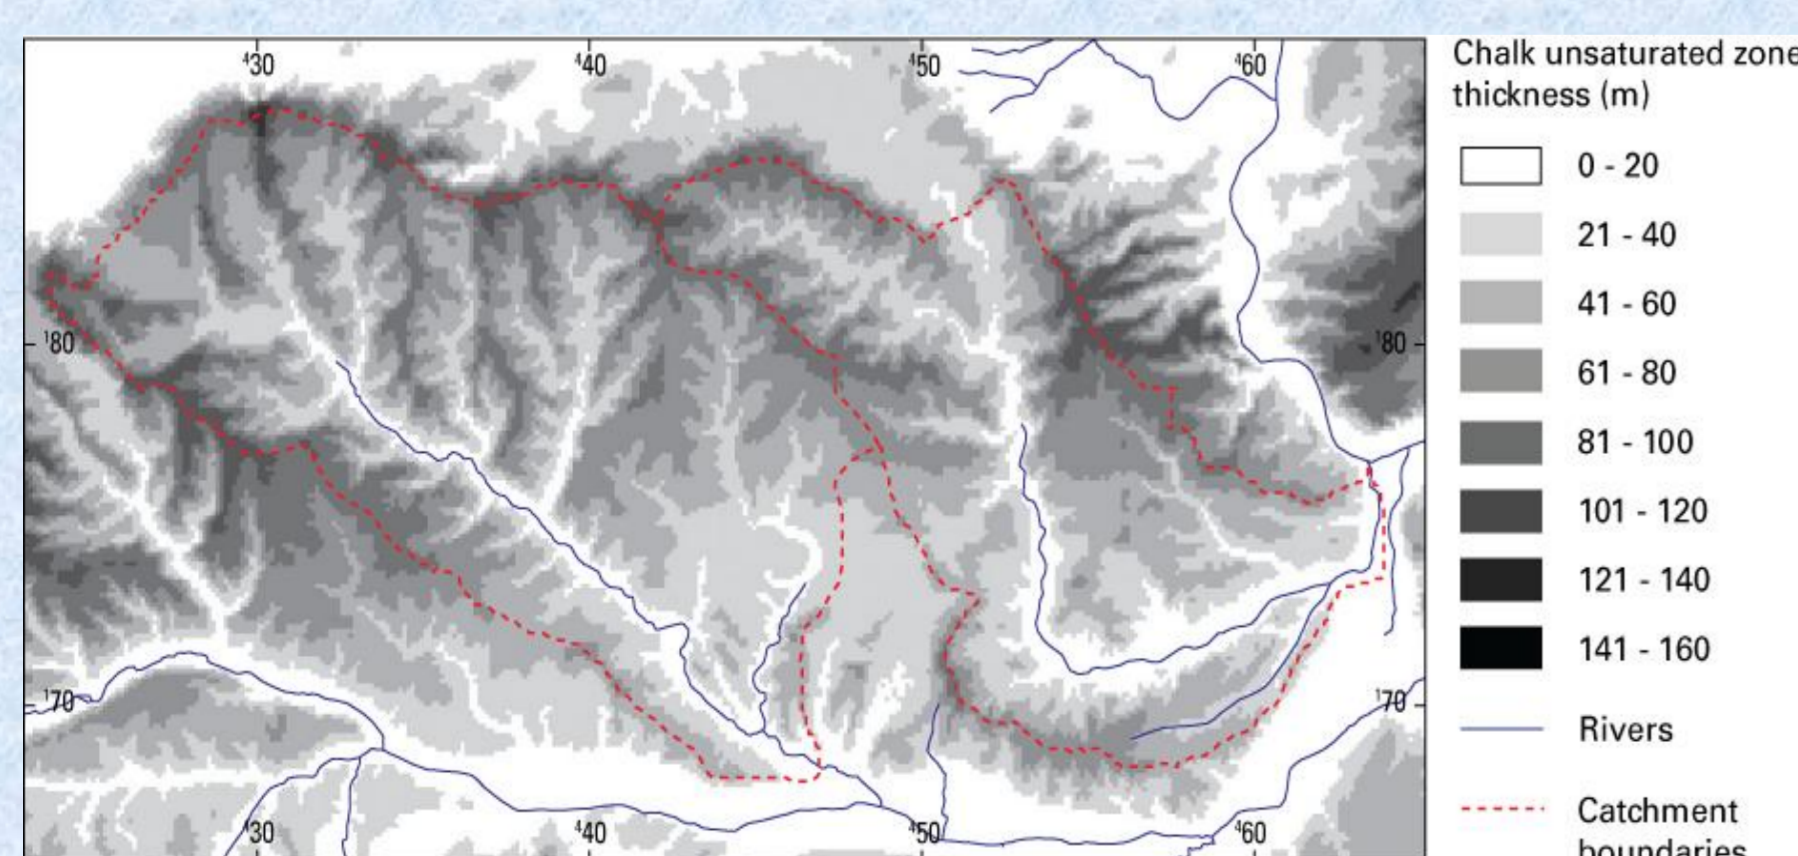 ⁴30 ⁴40 ⁴50 ⁴60
¹80 ¹80
¹70 ¹70
⁴30 ⁴40 ⁴50 ⁴60
Chalk unsaturated zone
thickness (m)
0 - 20
21 - 40
41 - 60
61 - 80
81 - 100
101 - 120
121 - 140
141 - 160
Rivers
Catchment
boundaries